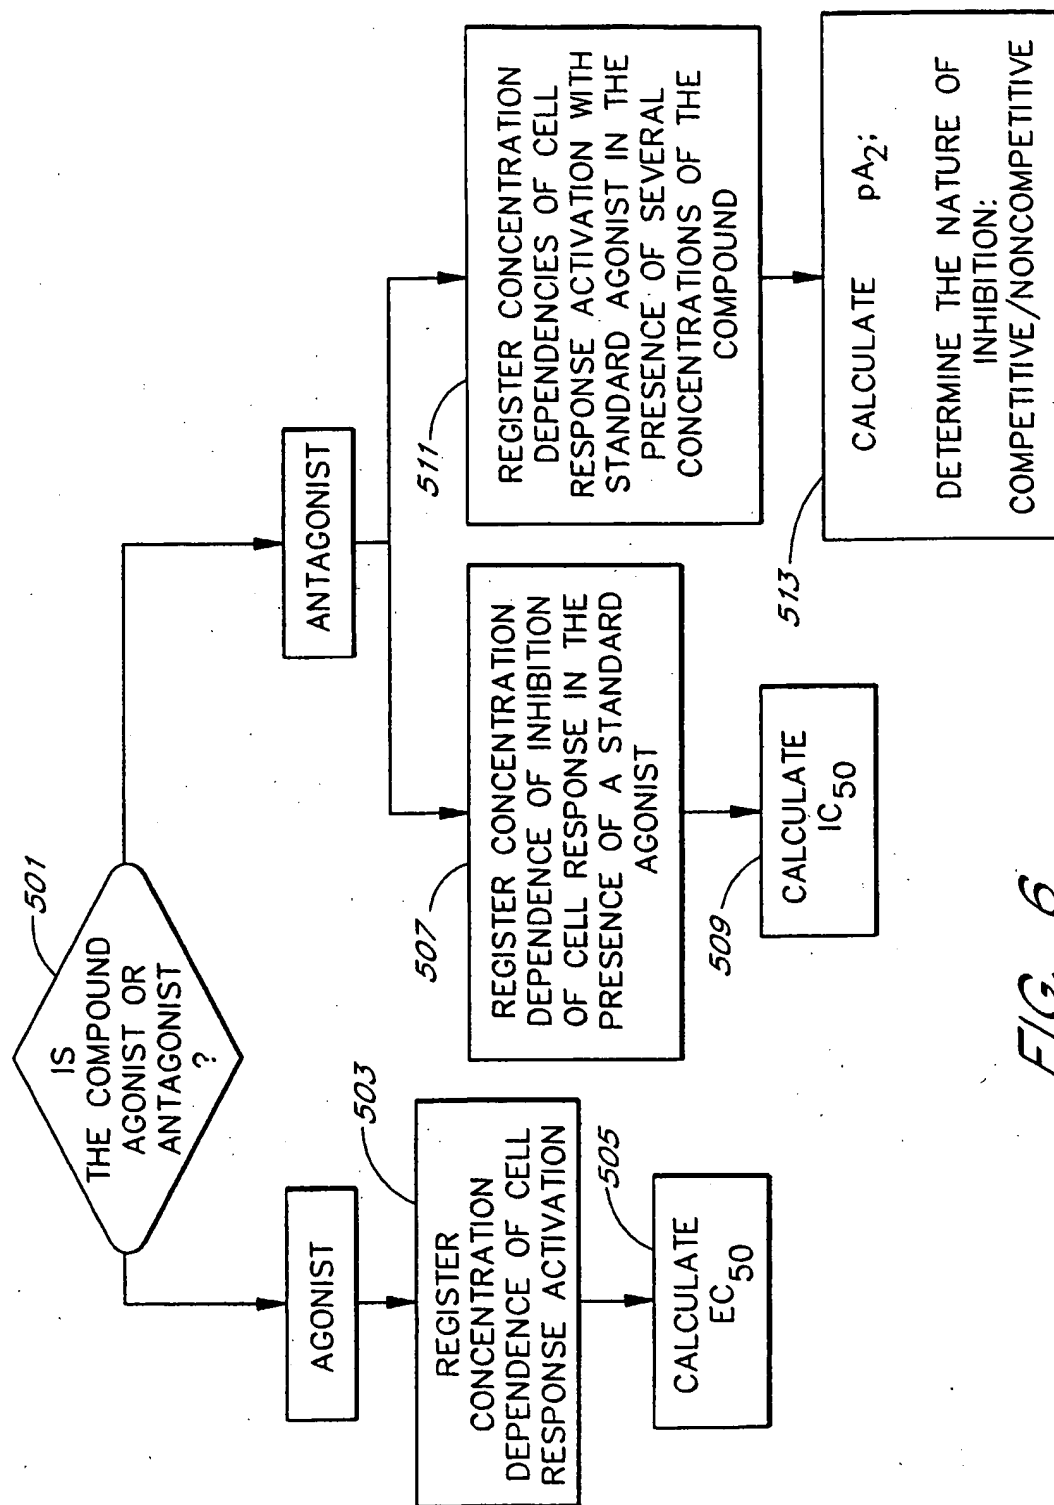 501
IS
THE COMPOUND
AGONIST OR
ANTAGONIST
?
AGONIST
503
REGISTER
CONCENTRATION
DEPENDENCE OF CELL
RESPONSE ACTIVATION
505
CALCULATE
EC50
ANTAGONIST
507
REGISTER CONCENTRATION
DEPENDENCE OF INHIBITION
OF CELL RESPONSE IN THE
PRESENCE OF A STANDARD
AGONIST
509
CALCULATE
IC50
511
REGISTER CONCENTRATION
DEPENDENCIES OF CELL
RESPONSE ACTIVATION WITH
STANDARD AGONIST IN THE
PRESENCE OF SEVERAL
CONCENTRATIONS OF THE
COMPOUND
513
CALCULATE pA2;
DETERMINE THE NATURE OF
INHIBITION:
COMPETITIVE/NONCOMPETITIVE
FIG. 6